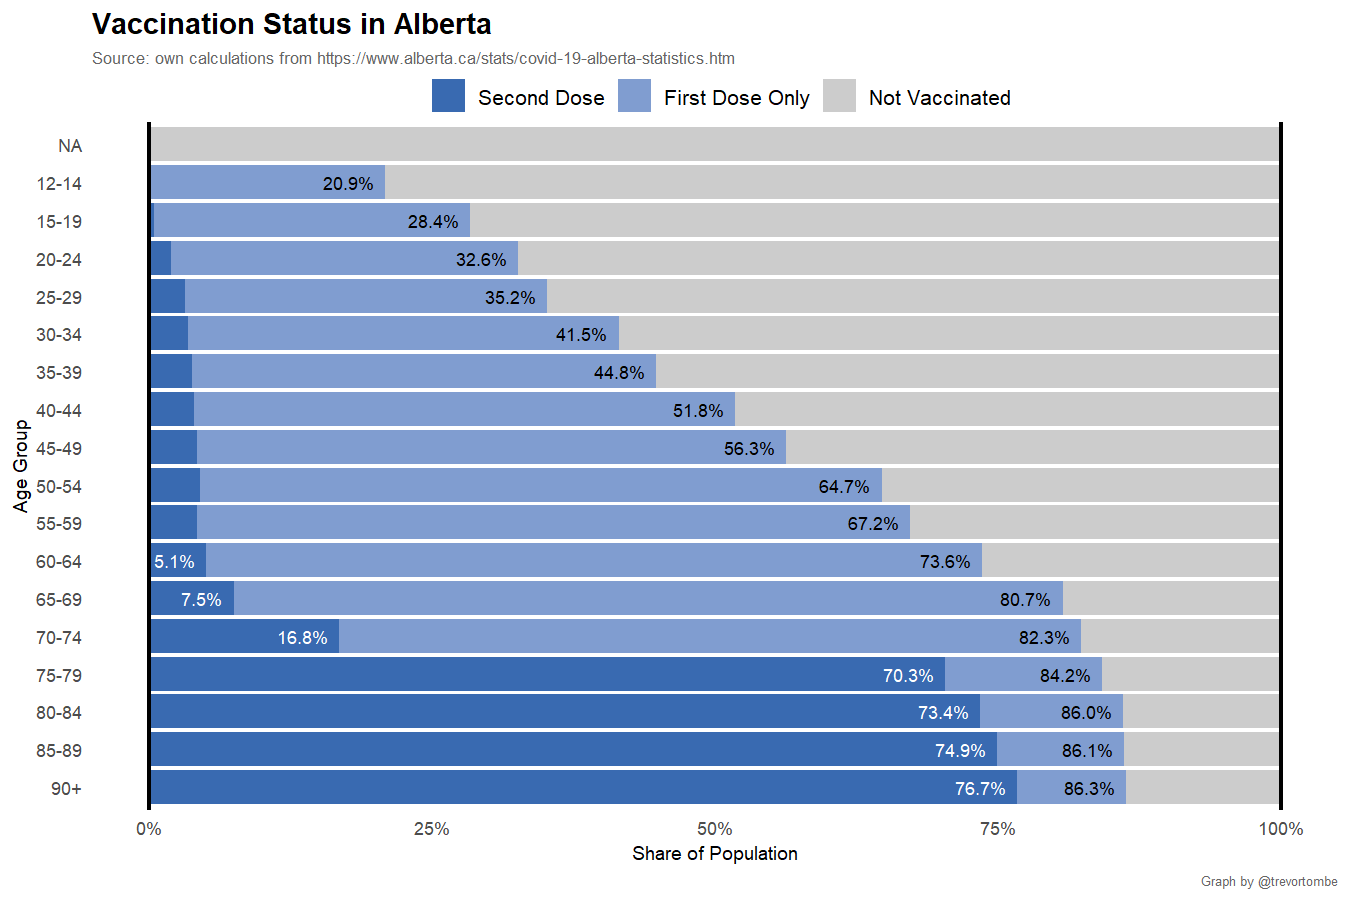 Vaccination Status in Alberta
Source: own calculations from https://www.alberta.ca/stats/covid-19-alberta-statistics.htm
Second Dose First Dose Only Not Vaccinated
NA
12-14 20.9%
15-19 28.4%
20-24 32.6%
25-29 35.2%
30-34 41.5%
35-39 44.8%
40-44 51.8%
45-49 56.3%
50-54 64.7%
55-59 67.2%
60-64 5.1% 73.6%
65-69 7.5% 80.7%
70-74 16.8% 82.3%
75-79 70.3% 84.2%
80-84 73.4% 86.0%
85-89 74.9% 86.1%
90+ 76.7% 86.3%
Age Group
0% 25% 50% 75% 100%
Share of Population
Graph by @trevortombe